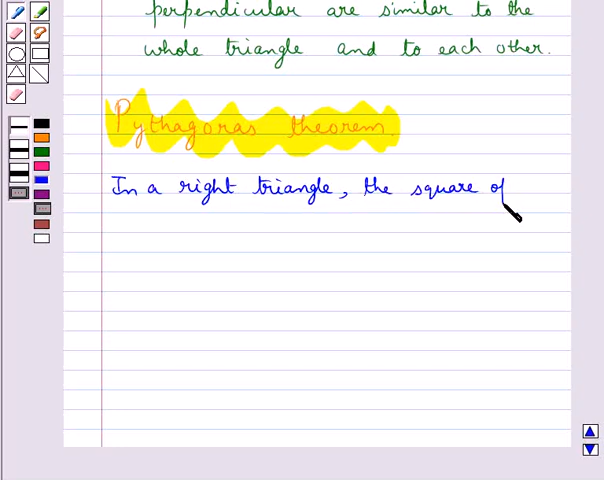 perpendicular are similar to the
whole triangle and to each other.
Pythagoras theorem.
In a right triangle, the square of